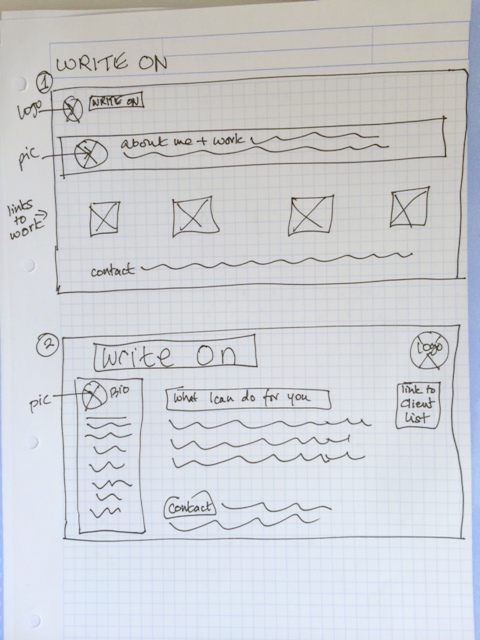 WRITE ON
1
logo
WRITE ON
pic
about me + work
links
to
work
contact
2
Write On
logo
pic
Bio
What I can do for you
link to
Client
List
Contact